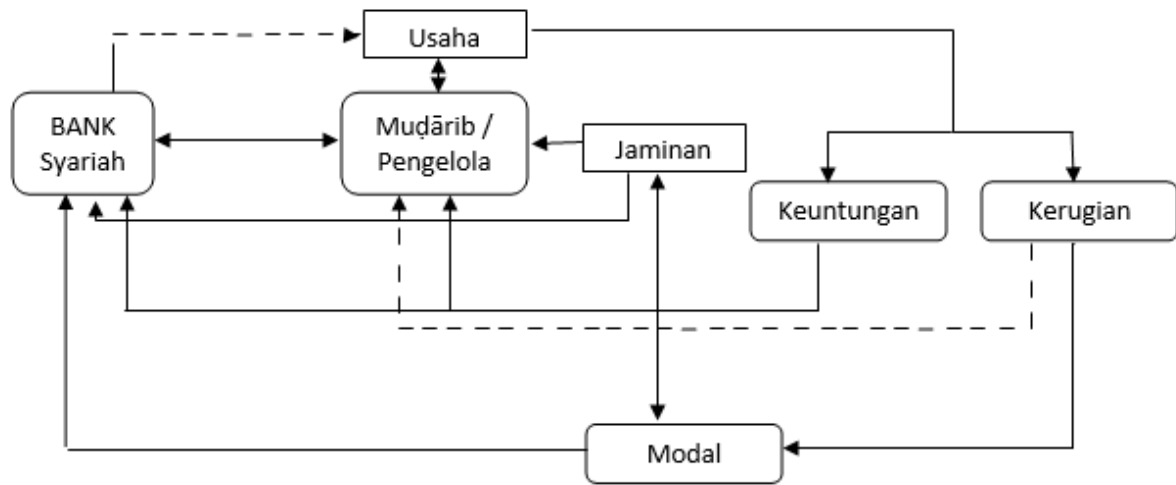 Usaha
BANK
Syariah
Muḍārib /
Pengelola
Jaminan
Keuntungan
Kerugian
Modal